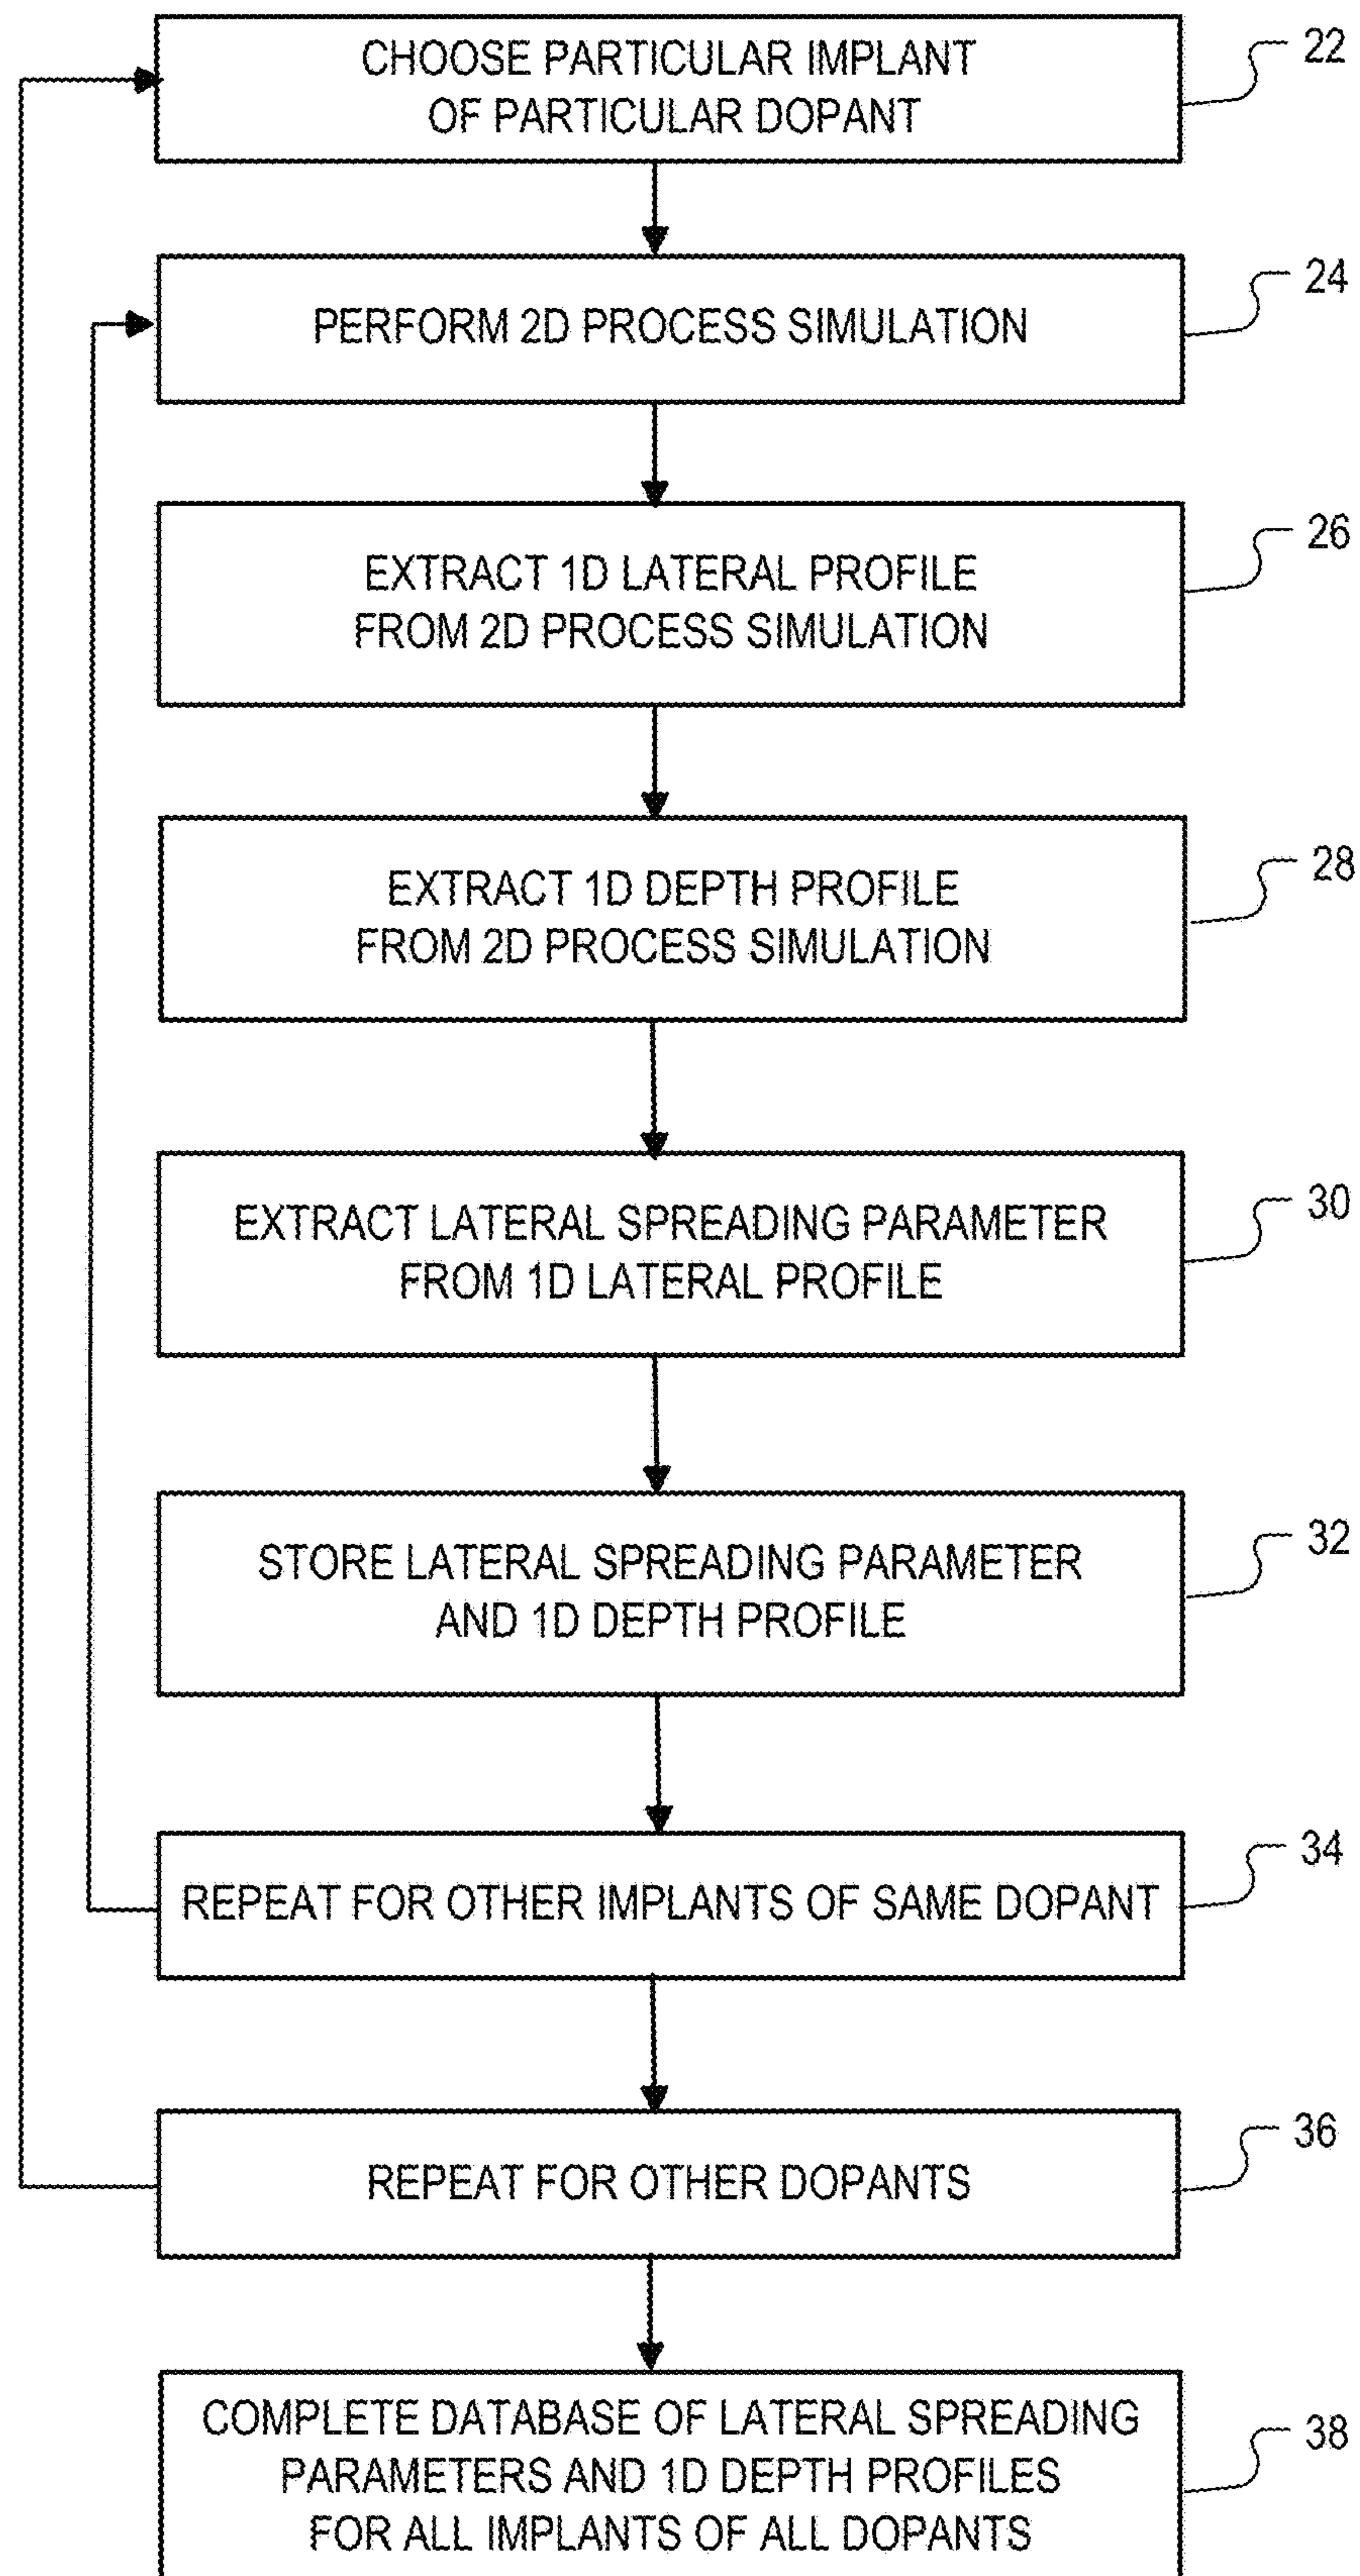 CHOOSE PARTICULAR IMPLANT
OF PARTICULAR DOPANT
22
PERFORM 2D PROCESS SIMULATION
24
EXTRACT 1D LATERAL PROFILE
FROM 2D PROCESS SIMULATION
26
EXTRACT 1D DEPTH PROFILE
FROM 2D PROCESS SIMULATION
28
EXTRACT LATERAL SPREADING PARAMETER
FROM 1D LATERAL PROFILE
30
STORE LATERAL SPREADING PARAMETER
AND 1D DEPTH PROFILE
32
REPEAT FOR OTHER IMPLANTS OF SAME DOPANT
34
REPEAT FOR OTHER DOPANTS
36
COMPLETE DATABASE OF LATERAL SPREADING
PARAMETERS AND 1D DEPTH PROFILES
FOR ALL IMPLANTS OF ALL DOPANTS
38